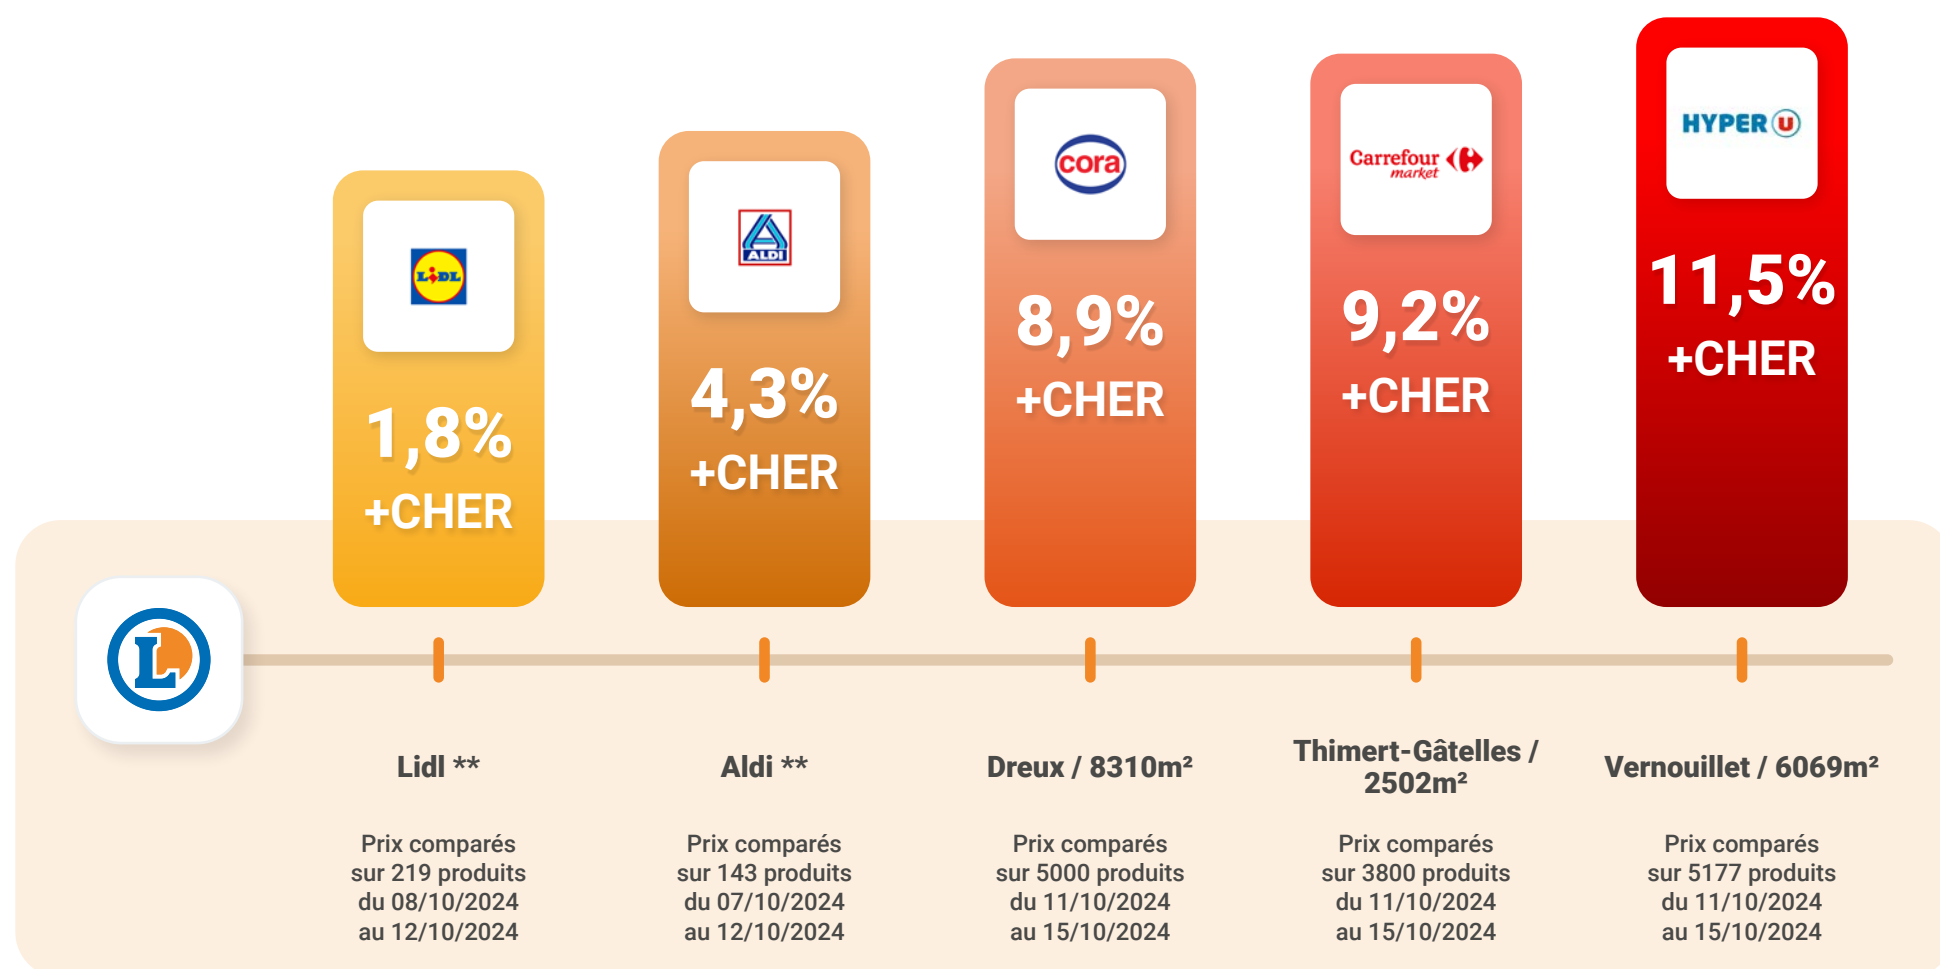 LIDL
1,8%
+CHER
ALDI
4,3%
+CHER
cora
8,9%
+CHER
Carrefour
market
9,2%
+CHER
HYPER U
11,5%
+CHER
L
Lidl **
Prix comparés
sur 219 produits
du 08/10/2024
au 12/10/2024
Aldi **
Prix comparés
sur 143 produits
du 07/10/2024
au 12/10/2024
Dreux / 8310m²
Prix comparés
sur 5000 produits
du 11/10/2024
au 15/10/2024
Thimert-Gâtelles /
2502m²
Prix comparés
sur 3800 produits
du 11/10/2024
au 15/10/2024
Vernouillet / 6069m²
Prix comparés
sur 5177 produits
du 11/10/2024
au 15/10/2024